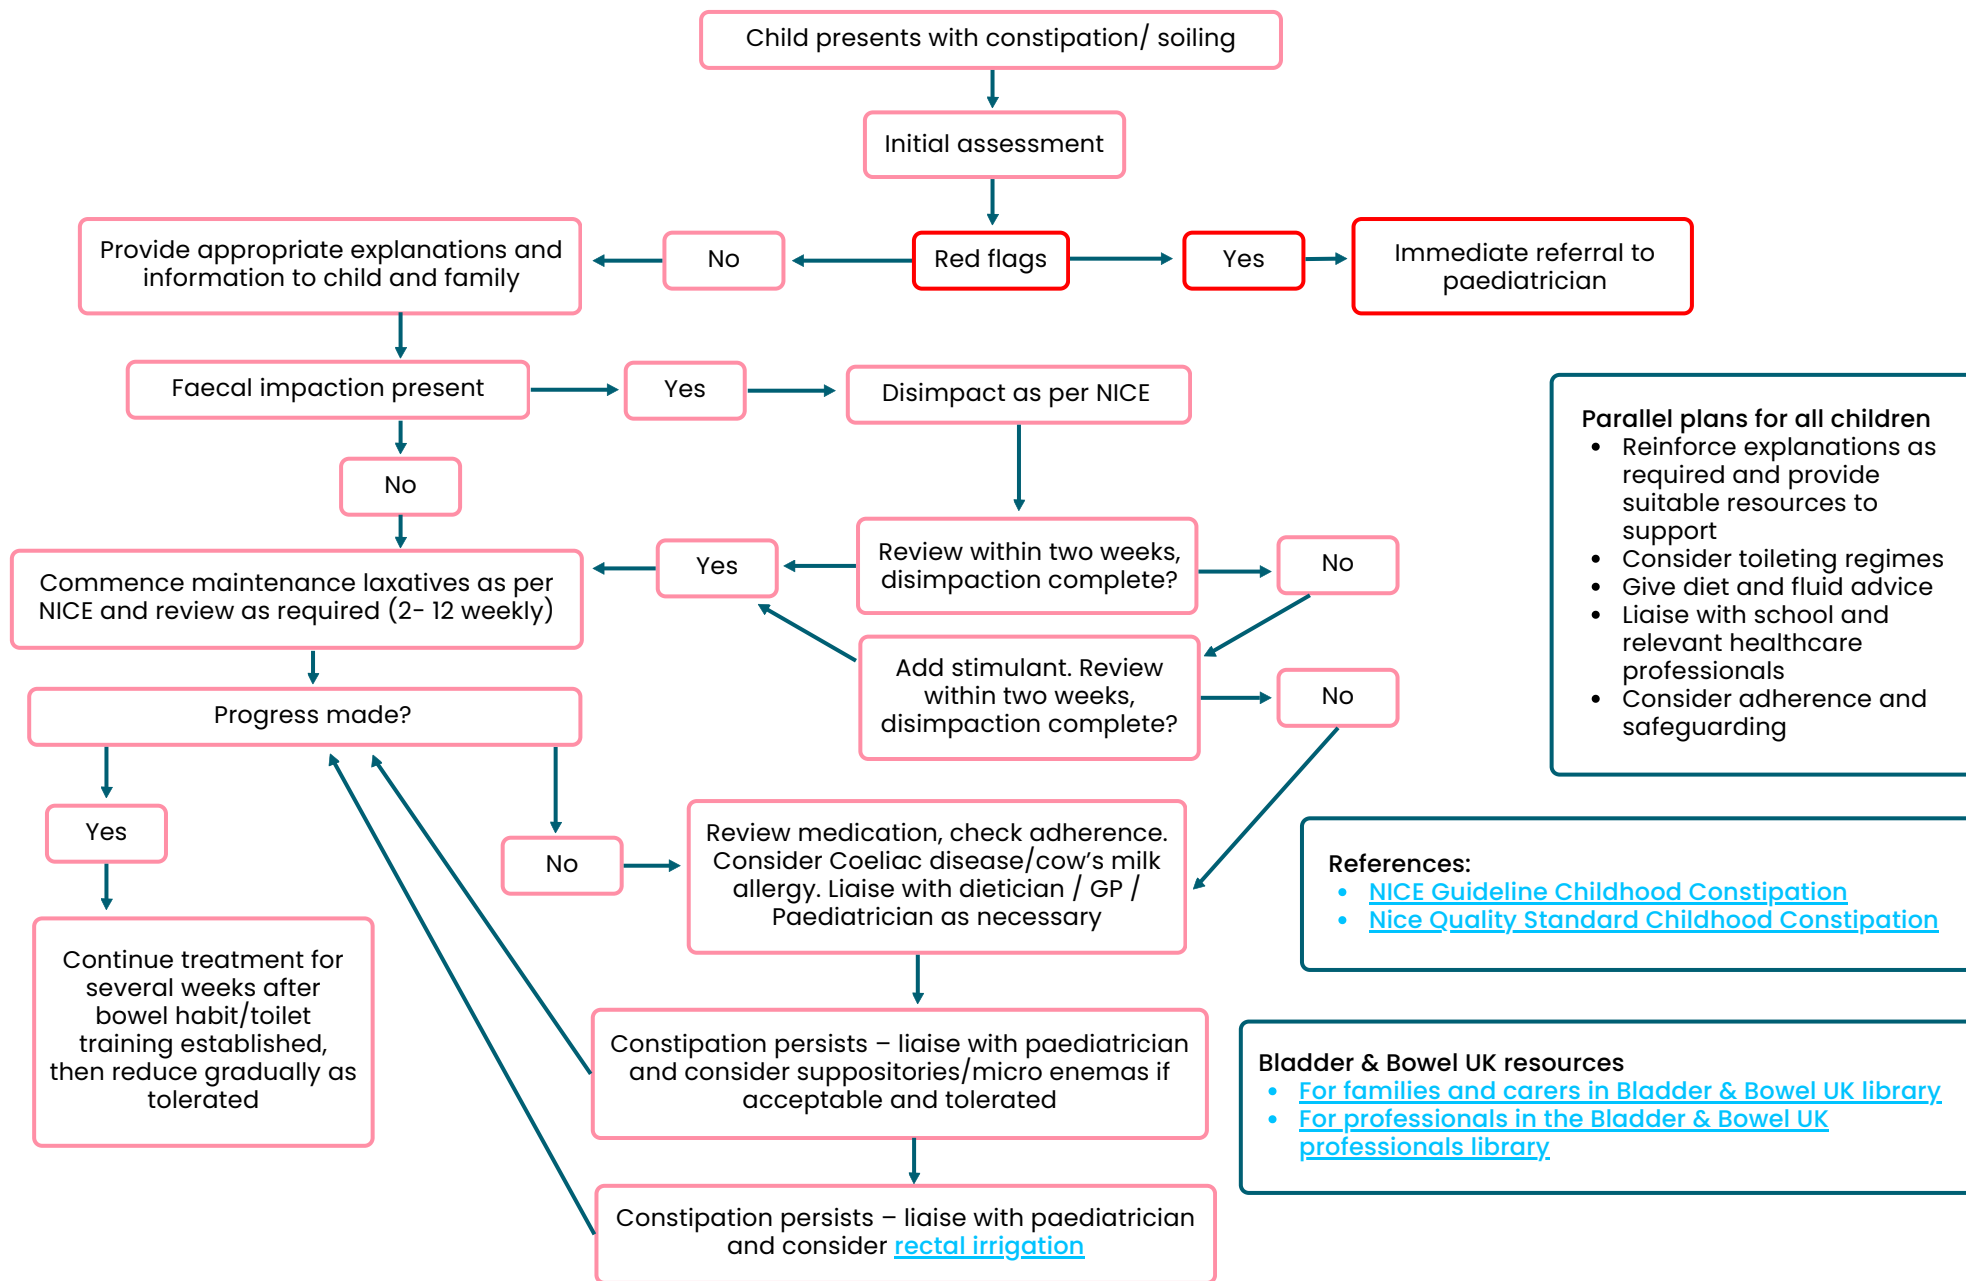 Child presents with constipation/ soiling
Initial assessment
Provide appropriate explanations and
information to child and family
No
Red flags
Yes
Immediate referral to
paediatrician
Faecal impaction present
Yes
Disimpact as per NICE
No
Review within two weeks,
disimpaction complete?
Yes
No
Commence maintenance laxatives as per
NICE and review as required (2- 12 weekly)
Add stimulant. Review
within two weeks,
disimpaction complete?
No
Progress made?
Yes
No
Review medication, check adherence.
Consider Coeliac disease/cow’s milk
allergy. Liaise with dietician / GP /
Paediatrician as necessary
Continue treatment for
several weeks after
bowel habit/toilet
training established,
then reduce gradually as
tolerated
Constipation persists – liaise with paediatrician
and consider suppositories/micro enemas if
acceptable and tolerated
Constipation persists – liaise with paediatrician
and consider rectal irrigation
Parallel plans for all children
• Reinforce explanations as
required and provide
suitable resources to
support
• Consider toileting regimes
• Give diet and fluid advice
• Liaise with school and
relevant healthcare
professionals
• Consider adherence and
safeguarding
References:
• NICE Guideline Childhood Constipation
• Nice Quality Standard Childhood Constipation
Bladder & Bowel UK resources
• For families and carers in Bladder & Bowel UK library
• For professionals in the Bladder & Bowel UK
professionals library